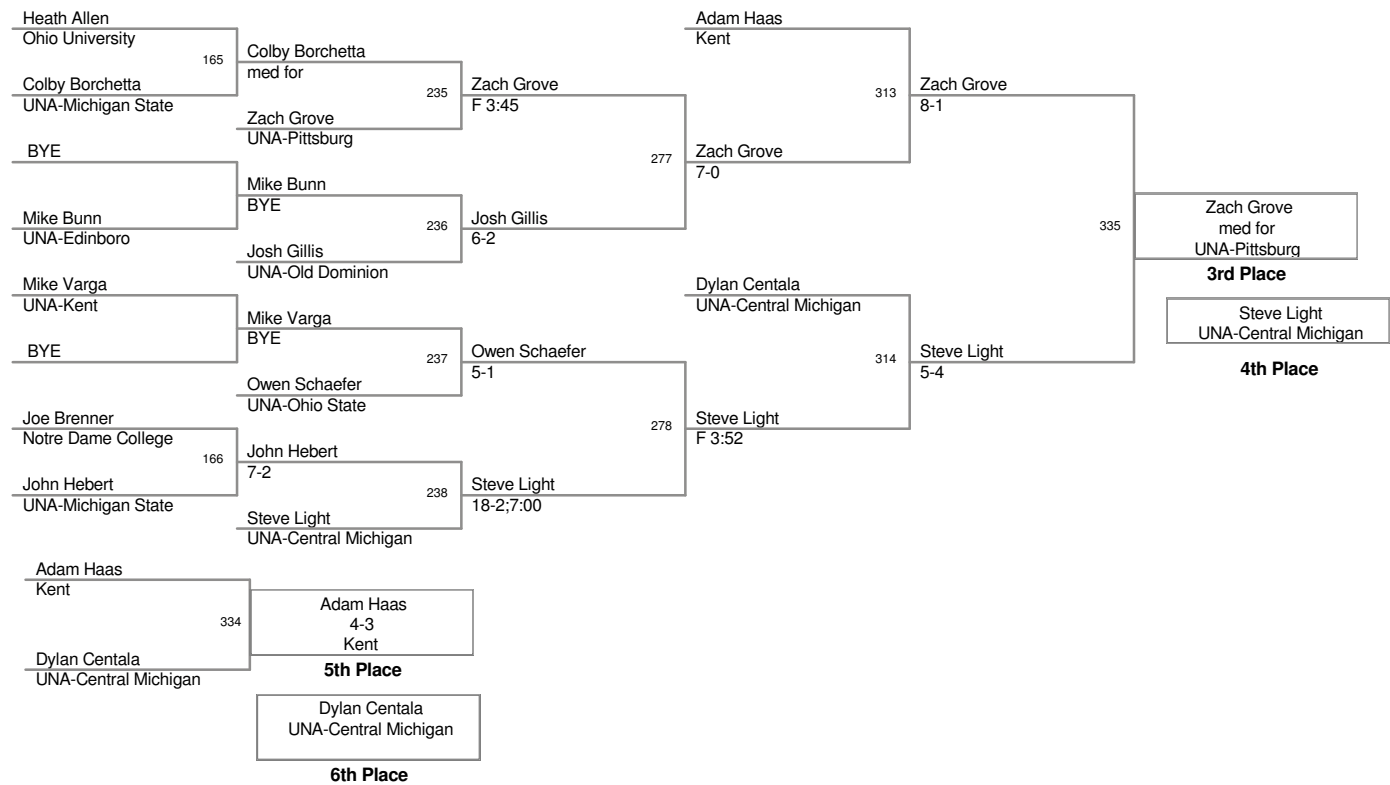 Heath Allen
Ohio University
165
Colby Borchetta
UNA-Michigan State
BYE
Mike Bunn
UNA-Edinboro
Mike Varga
UNA-Kent
BYE
Joe Brenner
Notre Dame College
166
John Hebert
UNA-Michigan State
Colby Borchetta
med for
235
Zach Grove
UNA-Pittsburg
Mike Bunn
BYE
236
Josh Gillis
UNA-Old Dominion
Mike Varga
BYE
237
Owen Schaefer
UNA-Ohio State
John Hebert
7-2
238
Steve Light
UNA-Central Michigan
Zach Grove
F 3:45
277
Josh Gillis
6-2
Owen Schaefer
5-1
278
Steve Light
18-2;7:00
Adam Haas
Kent
313
Zach Grove
7-0
Dylan Centala
UNA-Central Michigan
314
Steve Light
F 3:52
Zach Grove
8-1
335
Steve Light
5-4
Zach Grove
med for
UNA-Pittsburg
3rd Place
Steve Light
UNA-Central Michigan
4th Place
Adam Haas
Kent
334
Dylan Centala
UNA-Central Michigan
Adam Haas
4-3
Kent
5th Place
Dylan Centala
UNA-Central Michigan
6th Place